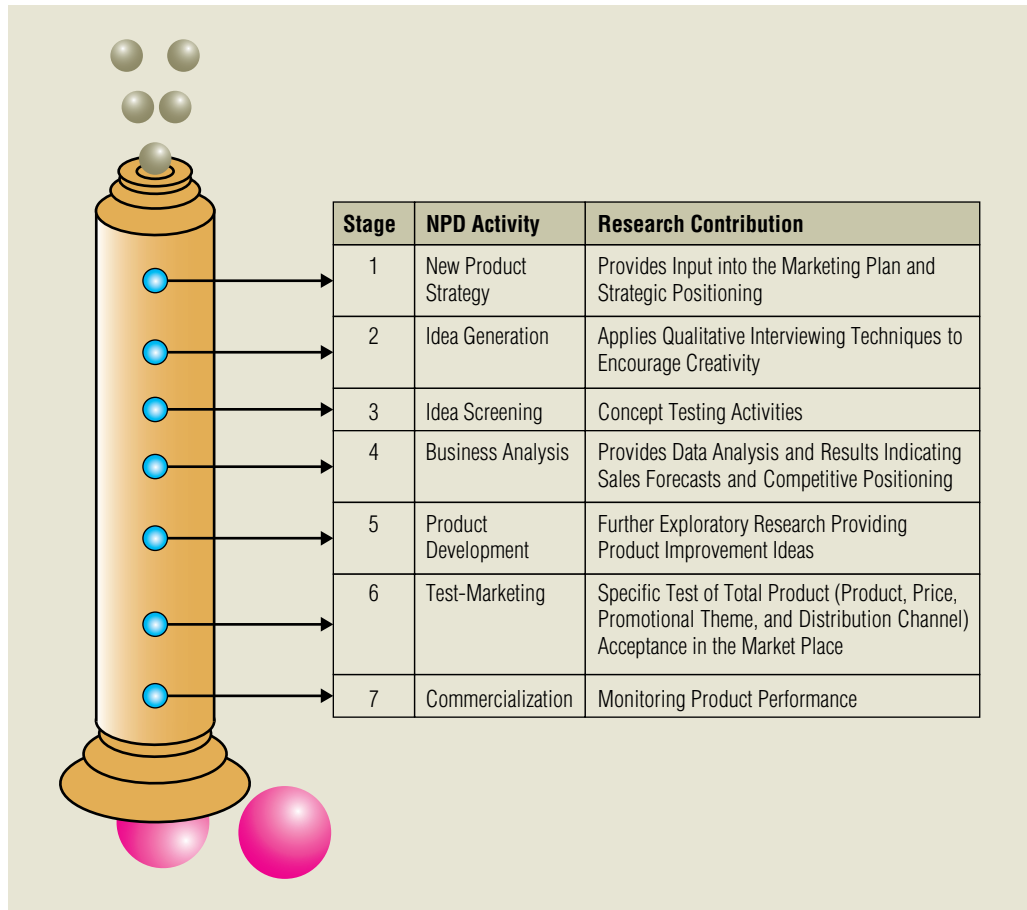 Stage NPD Activity Research Contribution
1 New Product Provides Input into the Marketing Plan and
Strategy Strategic Positioning
2 Idea Generation Applies Qualitative Interviewing Techniques to
Encourage Creativity
3 Idea Screening Concept Testing Activities
4 Business Analysis Provides Data Analysis and Results Indicating
Sales Forecasts and Competitive Positioning
5 Product Further Exploratory Research Providing
Development Product Improvement Ideas
6 Test-Marketing Specific Test of Total Product (Product, Price,
Promotional Theme, and Distribution Channel)
Acceptance in the Market Place
7 Commercialization Monitoring Product Performance